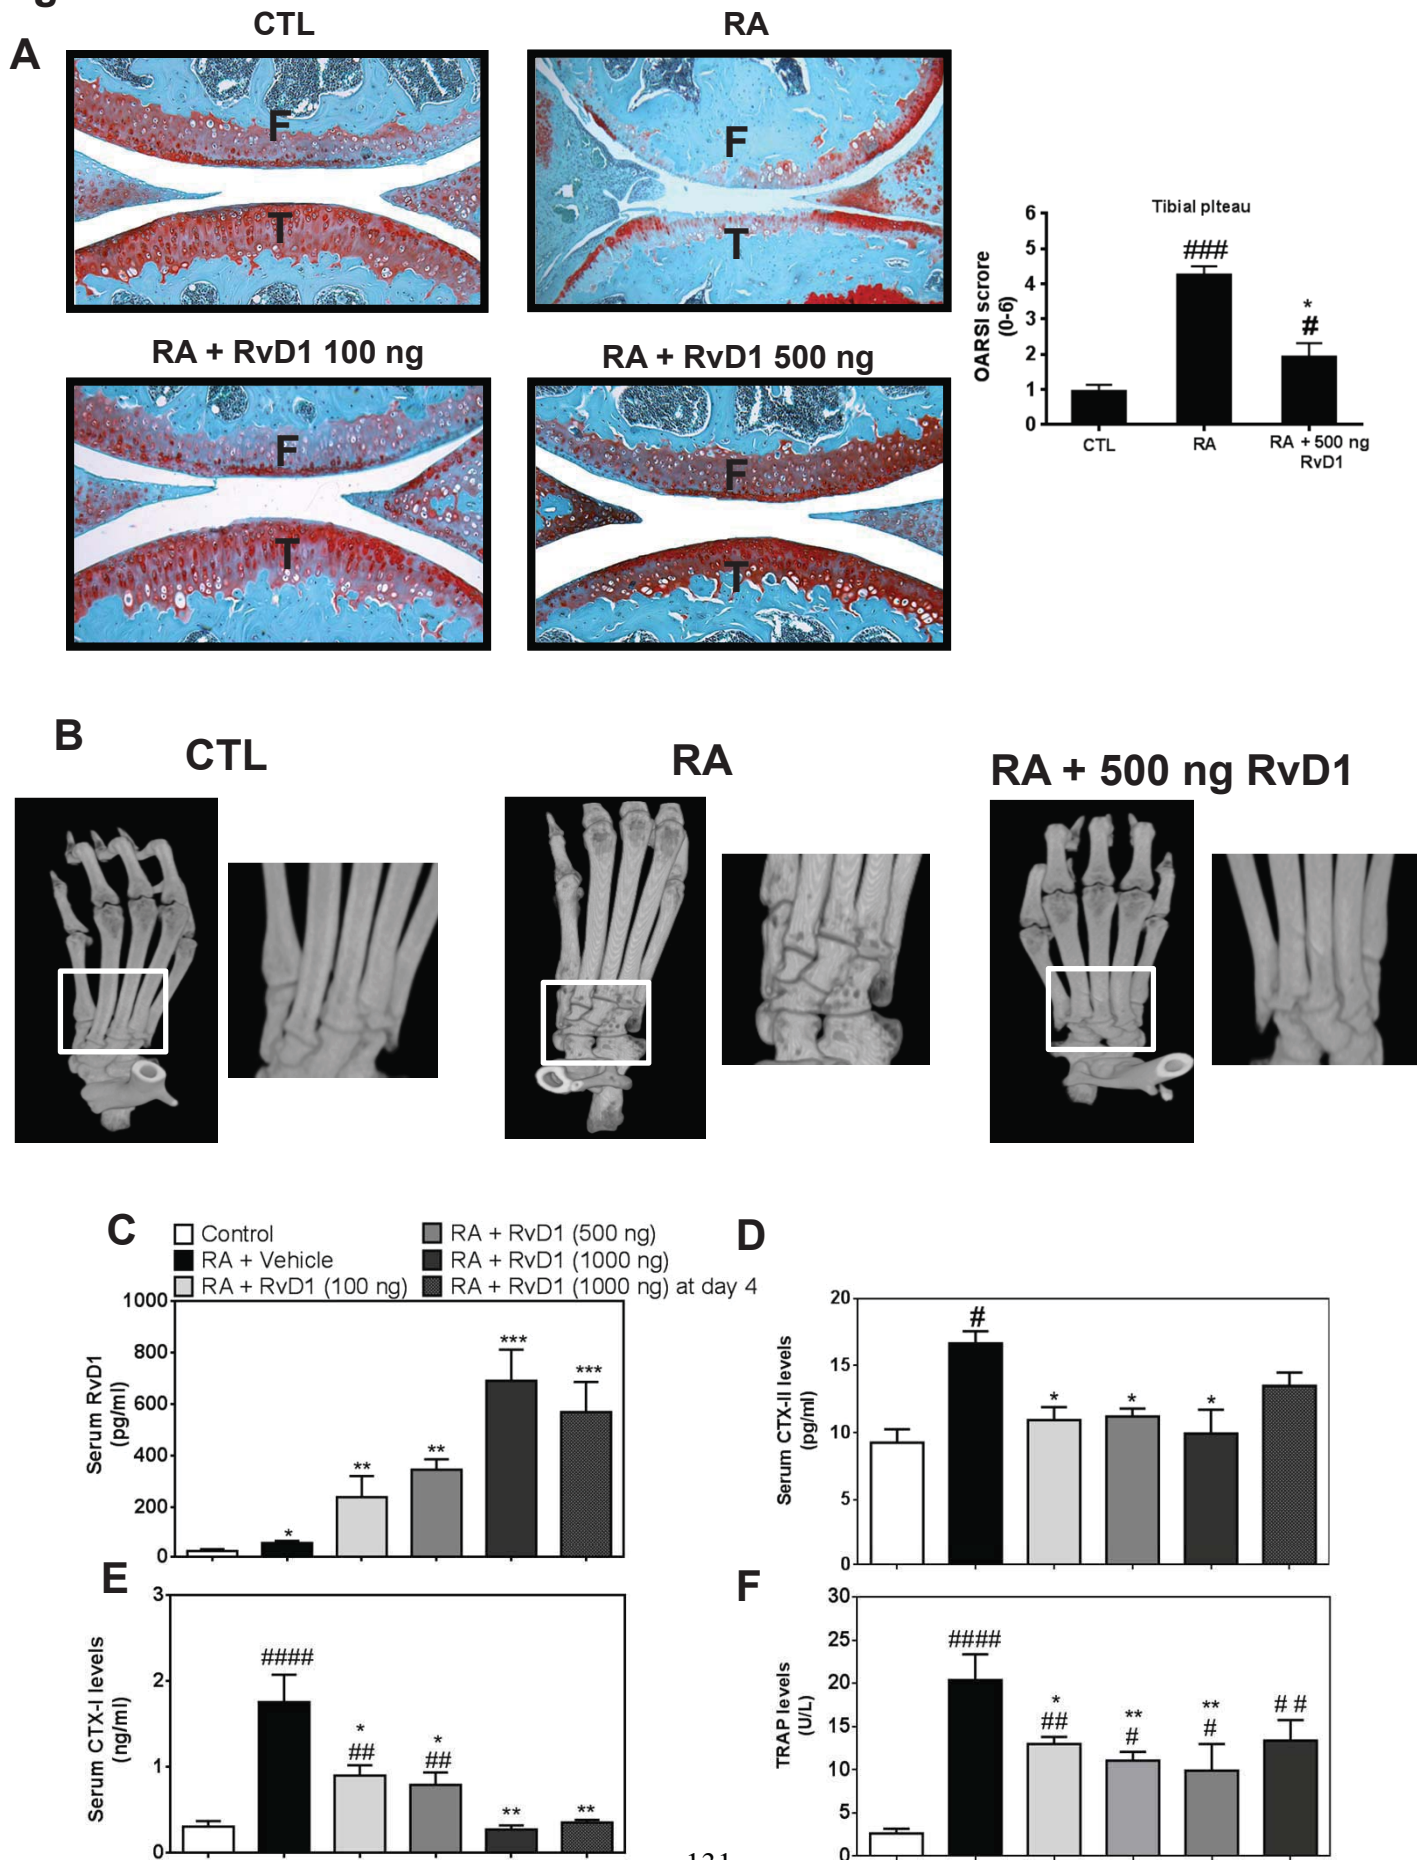 CTL
RA
A
F
T
F
T
RA + RvD1 100 ng
RA + RvD1 500 ng
F
T
F
T
Tibial plteau
OARSI score
(0-6)
6
5
4
3
2
1
0
###
*
#
CTL
RA
RA + 500 ng
RvD1
B
CTL
RA
RA + 500 ng RvD1
C
Control
RA + Vehicle
RA + RvD1 (100 ng)
RA + RvD1 (500 ng)
RA + RvD1 (1000 ng)
RA + RvD1 (1000 ng) at day 4
Serum RvD1
(pg/ml)
1000
800
600
400
200
0
*
**
**
***
***
D
Serum CTX-II levels
(pg/ml)
20
15
10
5
0
#
*
*
*
E
Serum CTX-I levels
(ng/ml)
3
2
1
0
####
*
##
*
##
**
**
F
TRAP levels
(U/L)
30
25
20
15
10
5
0
####
*
##
**
#
**
#
# #